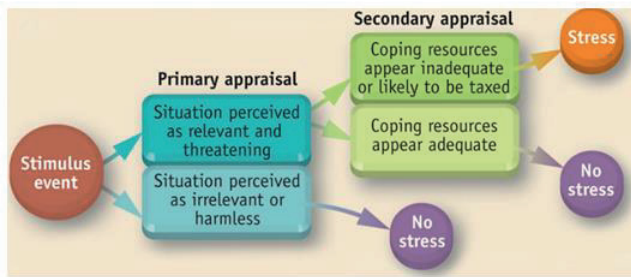 Primary appraisal
Secondary appraisal
Stimulus
event
Situation perceived
as relevant and
threatening
Situation perceived
as irrelevant or
harmless
Coping resources
appear inadequate
or likely to be taxed
Coping resources
appear adequate
Stress
No
stress
No
stress